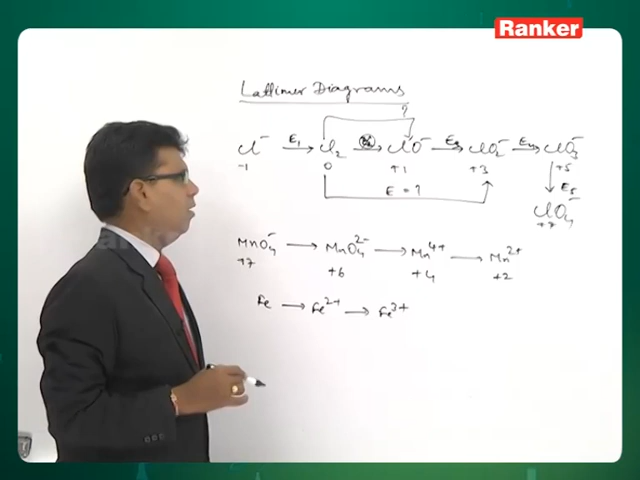 Ranker
Lattimer Diagrams
?
Cl⁻ E₁→ Cl₂ → ClO⁻ E₃→ ClO₂⁻ E₄→ ClO₃⁻
-1 0 +1 +3 +5
E = ?
↓ E₅
ClO₄⁻
+7
MnO₄⁻ → MnO₄²⁻ → Mn⁴⁺ → Mn²⁺
+7 +6 +4 +2
Fe → Fe²⁺ → Fe³⁺
Ranker